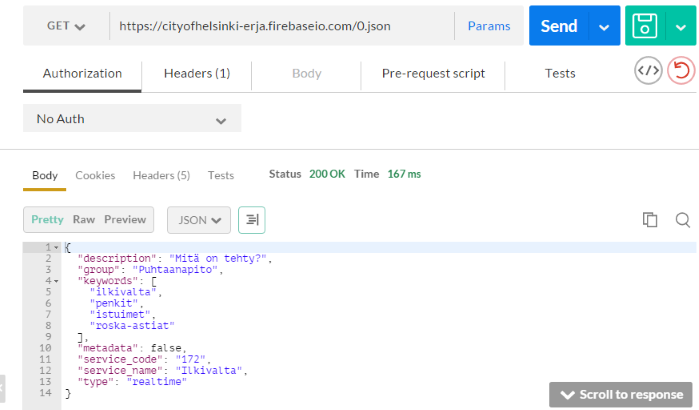 GET https://cityofhelsinki-erja.firebaseio.com/0.json Params Send
Authorization Headers (1) Body Pre-request script Tests </>
No Auth
Body Cookies Headers (5) Tests Status 200 OK Time 167 ms
Pretty Raw Preview JSON
1 {
2 "description": "Mitä on tehty?",
3 "group": "Puhtaanapito",
4 "keywords": [
5 "ilkivalta",
6 "penkit",
7 "istuimet",
8 "roska-astiat"
9 ],
10 "metadata": false,
11 "service_code": "172",
12 "service_name": "Ilkivalta",
13 "type": "realtime"
14 }
Scroll to response